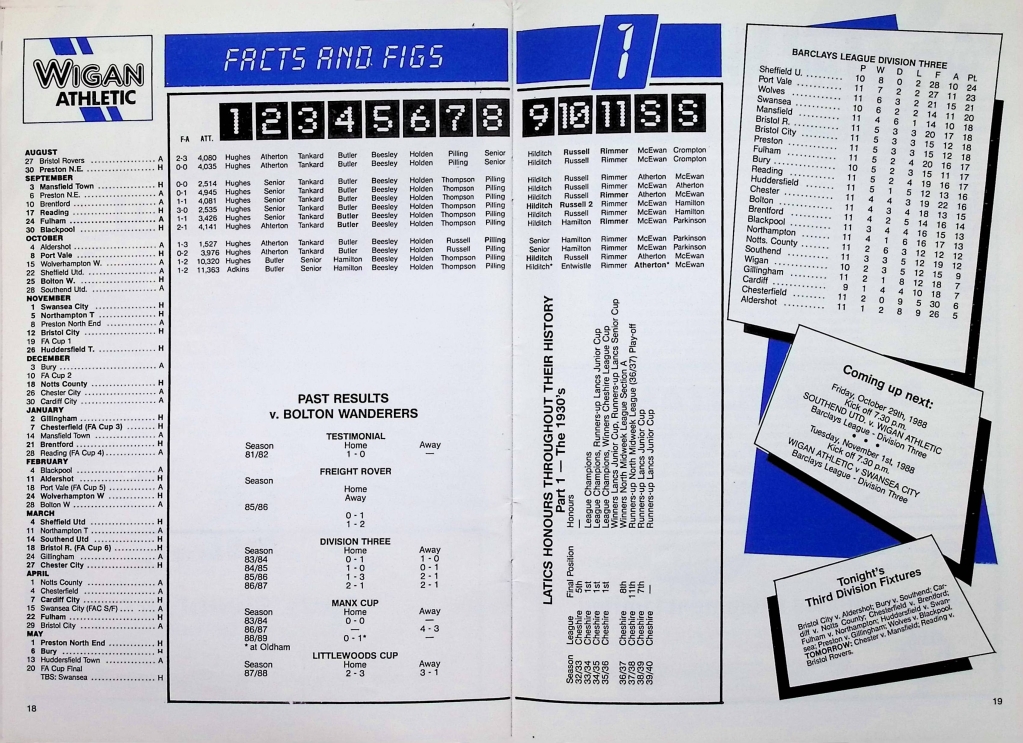 WIGAN
ATHLETIC
FACTS AND FIGS
1
F-A ATT. 1 2 3 4 5 6 7 8 9 10 11 S S
AUGUST
27 Bristol Rovers A
30 Preston N.E. H
SEPTEMBER
3 Mansfield Town H
6 Preston N.E. A
10 Brentford A
17 Reading H
24 Fulham A
30 Blackpool H
OCTOBER
4 Aldershot A
8 Port Vale H
15 Wolverhampton W. A
22 Sheffield Utd. A
25 Bolton W. H
28 Southend Utd. A
NOVEMBER
1 Swansea City H
5 Northampton T H
8 Preston North End A
12 Bristol City H
19 FA Cup 1
26 Huddersfield T. H
DECEMBER
3 Bury A
10 FA Cup 2
18 Notts County H
26 Chester City A
30 Cardiff City A
JANUARY
2 Gillingham H
7 Chesterfield (FA Cup 3) H
14 Mansfield Town A
21 Brentford H
28 Reading (FA Cup 4) A
FEBRUARY
4 Blackpool A
11 Aldershot H
18 Port Vale (FA Cup 5) A
24 Wolverhampton W H
28 Bolton W A
MARCH
4 Sheffield Utd H
11 Northampton T A
14 Southend Utd H
18 Bristol R. (FA Cup 6) H
24 Gillingham A
27 Chester City H
APRIL
1 Notts County A
4 Chesterfield A
7 Cardiff City H
15 Swansea City (FAC S/F) A
22 Fulham H
29 Bristol City A
MAY
1 Preston North End H
6 Bury H
13 Huddersfield Town A
20 FA Cup Final
TBS: Swansea H
2-3 4,080 Hughes Atherton Tankard Butler Beesley Holden Pilling Senior Hilditch Russell Rimmer McEwan Crompton
0-0 4,035 Hughes Atherton Tankard Butler Beesley Holden Pilling Senior Hilditch Russell Rimmer McEwan Crompton
0-0 2,514 Hughes Senior Tankard Butler Beesley Holden Thompson Pilling Hilditch Russell Rimmer Atherton McEwan
0-1 4,945 Hughes Senior Tankard Butler Beesley Holden Thompson Pilling Hilditch Russell Rimmer McEwan Atherton
1-1 4,081 Hughes Senior Tankard Butler Beesley Holden Thompson Pilling Hilditch Russell Rimmer Atherton McEwan
3-0 2,535 Hughes Senior Tankard Butler Beesley Holden Thompson Pilling Hilditch Russell 2 Rimmer McEwan Hamilton
1-1 3,426 Hughes Senior Tankard Butler Beesley Holden Thompson Pilling Hilditch Russell Rimmer McEwan Hamilton
2-1 4,141 Hughes Ahterton Tankard Butler Beesley Holden Thompson Pilling Hilditch Hamilton Rimmer McEwan Parkinson
1-3 1,527 Hughes Atherton Tankard Butler Beesley Holden Russell Pilling Senior Hamilton Rimmer Atherton McEwan Parkinson
0-2 3,976 Hughes Atherton Tankard Butler Beesley Holden Russell Pilling Senior Hamilton Rimmer McEwan Parkinson
1-2 10,320 Hughes Butler Senior Hamilton Beesley Holden Thompson Pilling Hilditch Russell Rimmer Atherton McEwan
1-2 11,363 Adkins Butler Senior Hamilton Beesley Holden Thompson Pilling Hilditch* Entwistle Rimmer Atherton* McEwan
PAST RESULTS
v. BOLTON WANDERERS
TESTIMONIAL
Season Home Away
81/82 1 - 0 —
FREIGHT ROVER
Season
Home
Away
85/86
0 - 1
1 - 2
DIVISION THREE
Season Home Away
83/84 0 - 1 1 - 0
84/85 1 - 0 0 - 1
85/86 1 - 3 2 - 1
86/87 2 - 1 2 - 1
MANX CUP
Season Home Away
83/84 0 - 0 —
86/87 — 4 - 3
88/89 0 - 1* —
* at Oldham
LITTLEWOODS CUP
87/88 2 - 3 3 - 1
LATICS HONOURS THROUGHOUT THEIR HISTORY
Part 1 — The 1930's
Season League Final Position Honours
32/33 Cheshire 5th —
33/34 Cheshire 1st League Champions
34/35 Cheshire 1st League Champions, Runners-up Lancs Junior Cup
35/36 Cheshire 1st League Champions, Winners Cheshire League Cup
Winners Lancs Junior Cup, Runners-up Lancs Senior Cup
36/37 Cheshire 8th Winners North Midweek League Section A
37/38 Cheshire 11th Runners-up North Midweek League (36/37) Play-off
38/39 Cheshire 7th Runners-up Lancs Junior Cup
39/40 Cheshire — Runners-up Lancs Junior Cup
BARCLAYS LEAGUE DIVISION THREE
P W D L F A Pt.
Sheffield U. 10 8 0 2 28 10 24
Port Vale 11 7 2 2 27 11 23
Wolves 11 6 3 2 21 15 21
Swansea 10 6 2 2 14 11 20
Mansfield 11 4 6 1 14 10 18
Bristol R. 11 5 3 3 20 17 18
Bristol City 11 5 3 3 15 12 18
Preston 11 5 3 3 15 12 18
Fulham 11 5 2 4 20 16 17
Bury 10 5 2 3 15 11 17
Reading 11 5 2 4 19 16 17
Huddersfield 11 5 1 5 12 13 16
Chester 11 4 4 3 19 22 16
Bolton 11 4 3 4 18 13 15
Brentford 11 4 2 5 14 16 14
Blackpool 11 3 4 4 16 14 13
Northampton 11 4 1 6 16 17 13
Notts. County 11 2 6 3 12 12 12
Southend 11 3 3 5 12 19 12
Wigan 10 2 3 5 12 15 9
Gillingham 11 2 1 8 12 18 7
Cardiff 9 1 4 4 10 18 7
Chesterfield 11 2 0 9 5 30 6
Aldershot 11 1 2 8 9 26 5
Coming up next:
Friday, October 28th, 1988
Kick off 7.30 p.m.
SOUTHEND UTD. v. WIGAN ATHLETIC
Barclays League - Division Three
• • •
Tuesday, November 1st, 1988
Kick off 7.30 p.m.
WIGAN ATHLETIC v SWANSEA CITY
Barclays League - Division Three
Tonight's
Third Division Fixtures
Bristol City v. Aldershot; Bury v. Southend; Car-
diff v. Notts County; Chesterfield v. Brentford;
Fulham v. Northampton; Huddersfield — v. Swan-
sea; Preston v. Gillingham; Wolves v. Blackpool.
TOMORROW: Chester v. Mansfield; Reading v.
Bristol Rovers.
18
19